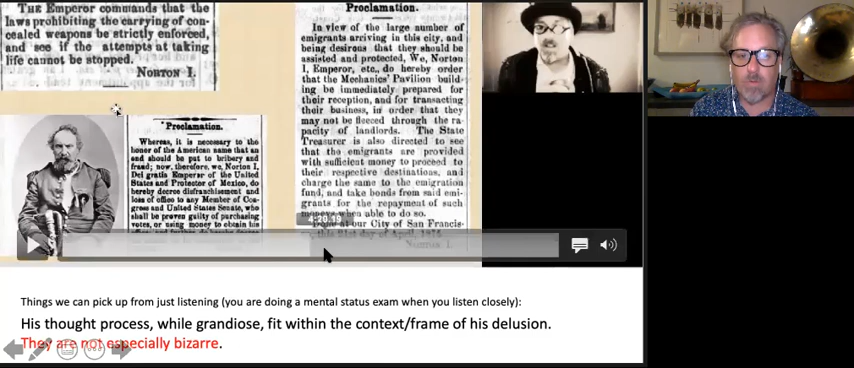 THE Emperor commands that the
laws prohibiting the carrying of con-
cealed weapons be strictly enforced,
and see if the attempts at taking
life cannot be stopped.
NORTON I.
Proclamation.
Whereas, it is necessary to the
honor of the American name that an
end should be put to bribery and
fraud; now, therefore, we, Norton I,
Dei gratia Emperor of the United
States and Protector of Mexico, do
hereby decree disfranchisement and
loss of office to any Member of Con-
gress and United States Senate, who
shall be proven guilty of purchasing
votes, or using money to obtain his
Proclamation.
In view of the large number of
emigrants arriving in this city, and
being desirous that they should be
assisted and protected, We, Norton
I, Emperor, etc., do hereby order
that the Mechanics' Pavilion build-
ing be immediately prepared for
their reception, and for transacting
their business, in order that they
may not be fleeced through the ra-
pacity of landlords. The State
Treasurer is also directed to see
that the emigrants are provided
with sufficient money to proceed to
their respective destinations, and
charge the same to the emigration
fund, and take bonds from said emi-
grants for the repayment of such
moneys when able to do so.
at our City of San Francis-
day of April, 1875
NORTON I.
Things we can pick up from just listening (you are doing a mental status exam when you listen closely):
His thought process, while grandiose, fit within the context/frame of his delusion.
They are not especially bizarre.